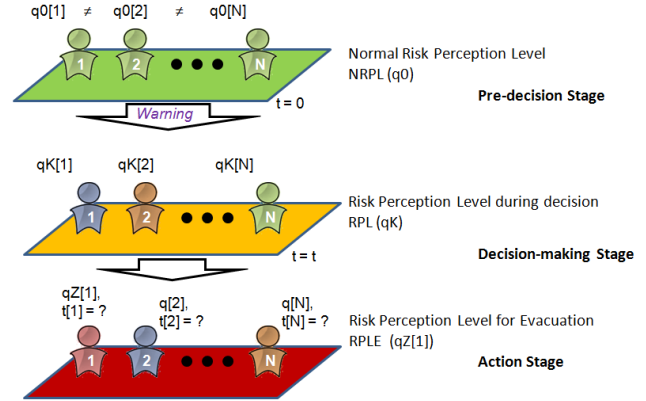 q0[1] ≠ q0[2] ≠ q0[N]
1 2 N
Normal Risk Perception Level
NRPL (q0)
Pre-decision Stage
t = 0
Warning
qK[1] qK[2] qK[N]
1 2 N
Risk Perception Level during decision
RPL (qK)
Decision-making Stage
t = t
qZ[1],
t[1] = ?
q[2],
t[2] = ?
q[N],
t[N] = ?
1 2 N
Risk Perception Level for Evacuation
RPLE (qZ[1])
Action Stage